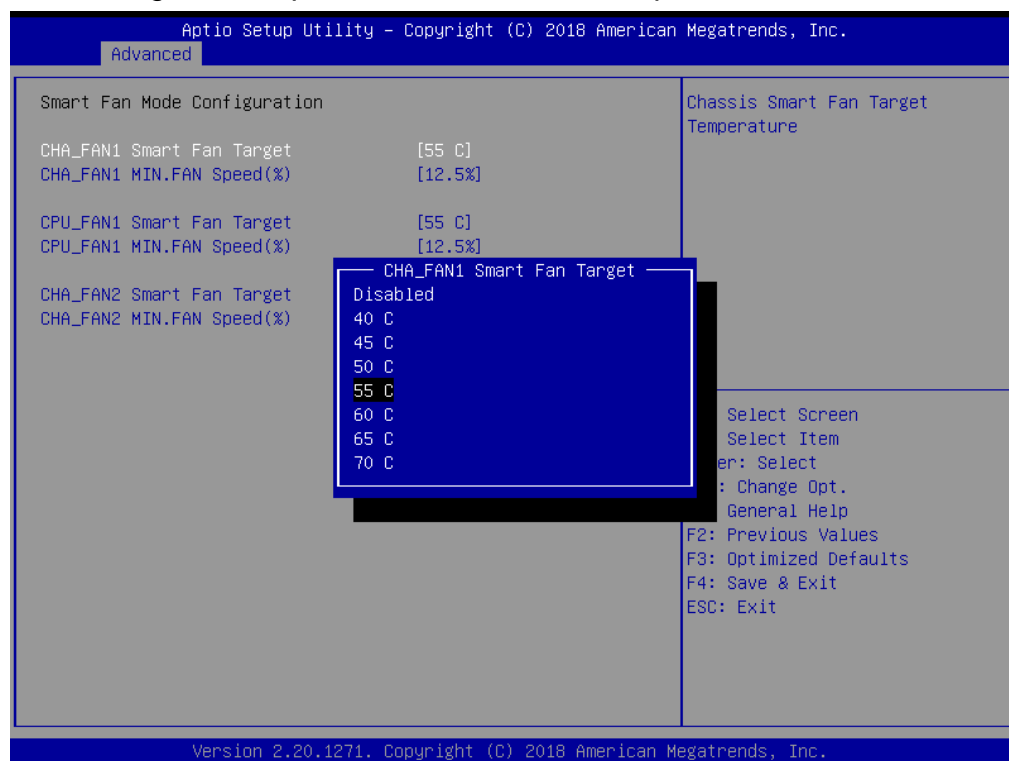 Aptio Setup Utility – Copyright (C) 2018 American Megatrends, Inc.
Advanced
Smart Fan Mode Configuration
CHA_FAN1 Smart Fan Target [55 C]
CHA_FAN1 MIN.FAN Speed(%) [12.5%]
CPU_FAN1 Smart Fan Target [55 C]
CPU_FAN1 MIN.FAN Speed(%) [12.5%]
CHA_FAN2 Smart Fan Target
CHA_FAN2 MIN.FAN Speed(%)
CHA_FAN1 Smart Fan Target
Disabled
40 C
45 C
50 C
55 C
60 C
65 C
70 C
Chassis Smart Fan Target
Temperature
Select Screen
Select Item
er: Select
: Change Opt.
General Help
F2: Previous Values
F3: Optimized Defaults
F4: Save & Exit
ESC: Exit
Version 2.20.1271. Copyright (C) 2018 American Megatrends, Inc.